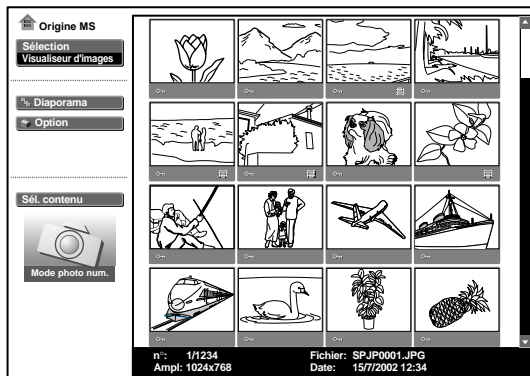 Origine MS
Sélection
Visualiseur d'images
Diaporama
Option
Sél. contenu
Mode photo num.
n°: 1/1234 Fichier: SPJP0001.JPG
Ampl: 1024x768 Date: 15/7/2002 12:34